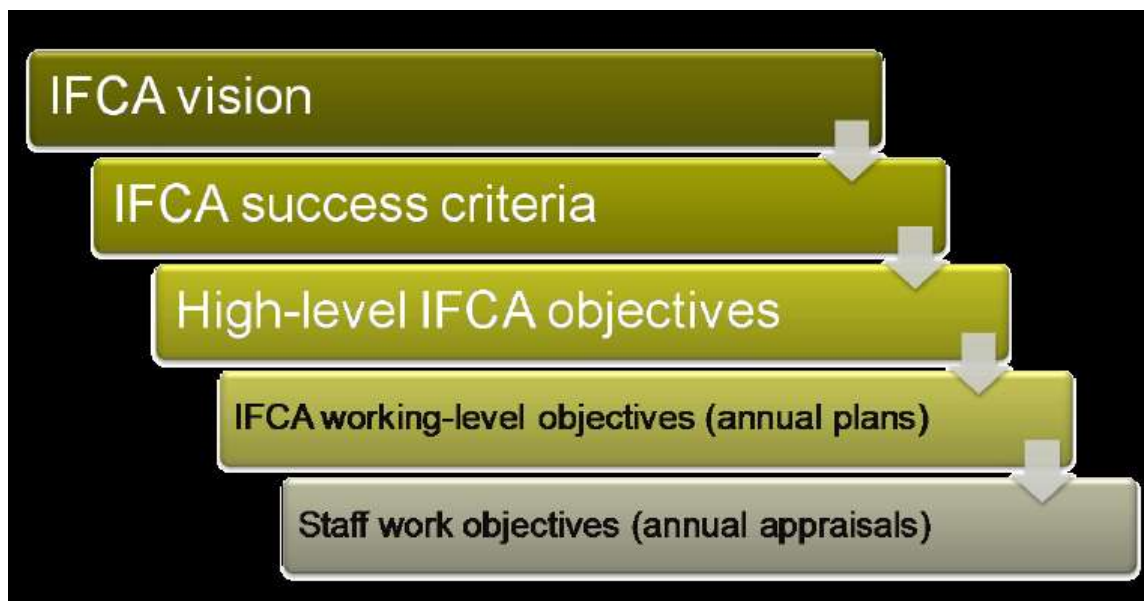 IFCA vision
IFCA success criteria
High-level IFCA objectives
IFCA working-level objectives (annual plans)
Staff work objectives (annual appraisals)